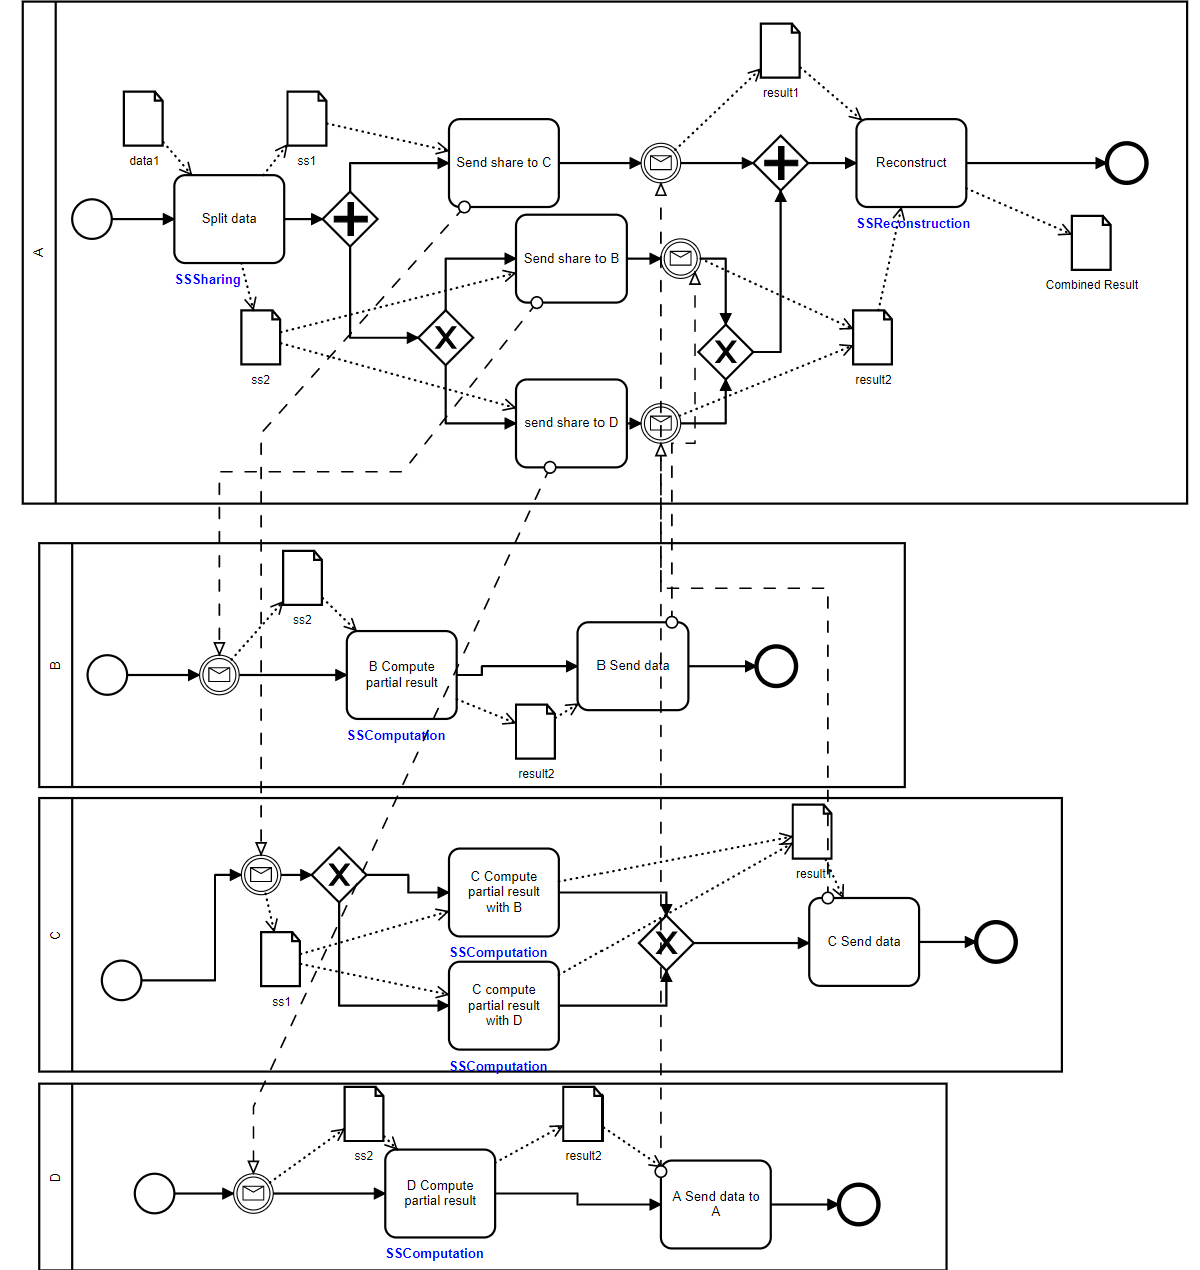 A
data1
ss1
result1
Split data
SSSharing
Send share to C
Reconstruct
SSReconstruction
Send share to B
Combined Result
ss2
result2
send share to D
B
ss2
B Compute
partial result
SSComputation
B Send data
result2
C
ss1
C Compute
partial result
with B
SSComputation
C compute
partial result
with D
SSComputation
result1
C Send data
D
ss2
result2
D Compute
partial result
SSComputation
A Send data to
A